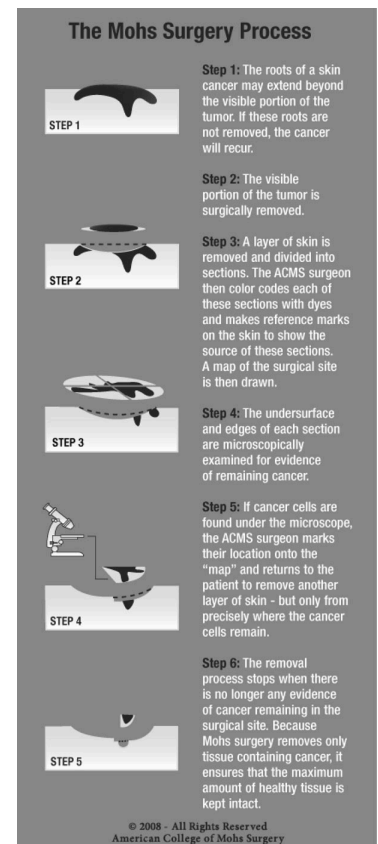 The Mohs Surgery Process
Step 1: The roots of a skin
cancer may extend beyond
the visible portion of the
tumor. If these roots are
not removed, the cancer
will recur.
STEP 1
Step 2: The visible
portion of the tumor is
surgically removed.
STEP 2
Step 3: A layer of skin is
removed and divided into
sections. The ACMS surgeon
then color codes each of
these sections with dyes
and makes reference marks
on the skin to show the
source of these sections.
A map of the surgical site
is then drawn.
STEP 3
Step 4: The undersurface
and edges of each section
are microscopically
examined for evidence
of remaining cancer.
STEP 4
Step 5: If cancer cells are
found under the microscope,
the ACMS surgeon marks
their location onto the
“map” and returns to the
patient to remove another
layer of skin - but only from
precisely where the cancer
cells remain.
STEP 5
Step 6: The removal
process stops when there
is no longer any evidence
of cancer remaining in the
surgical site. Because
Mohs surgery removes only
tissue containing cancer, it
ensures that the maximum
amount of healthy tissue is
kept intact.
© 2008 - All Rights Reserved
American College of Mohs Surgery